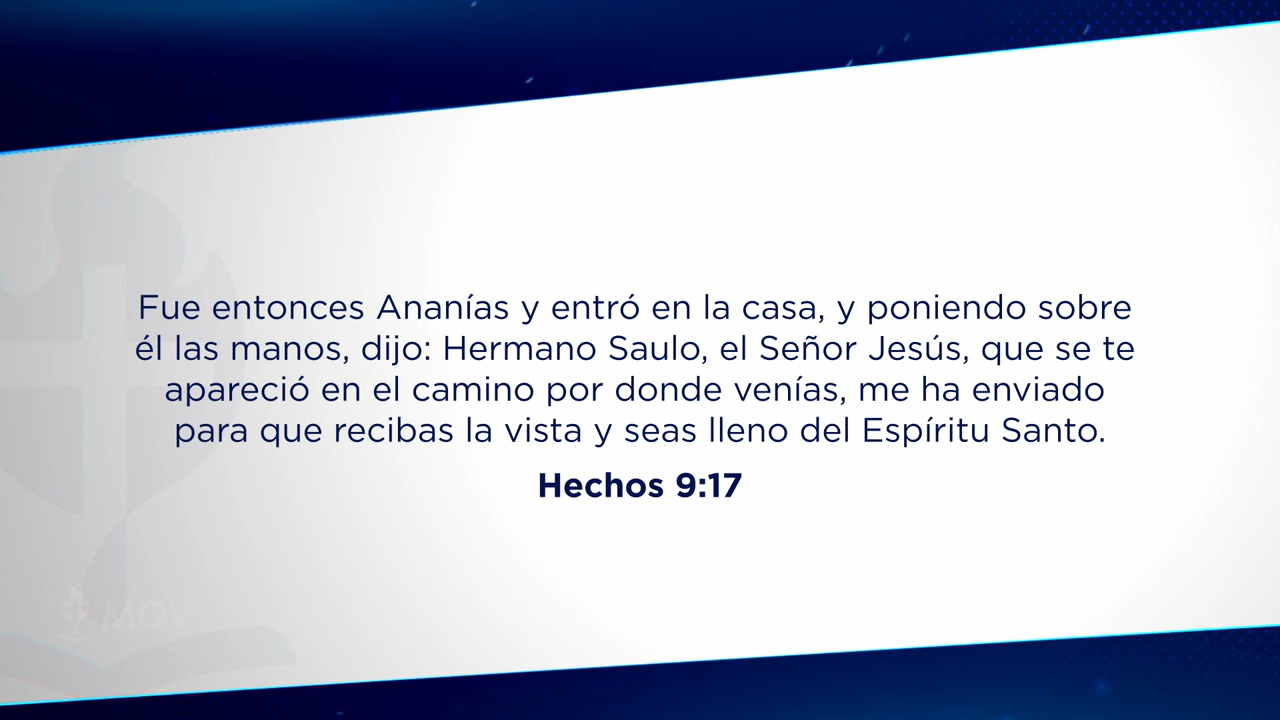 Fue entonces Ananías y entró en la casa, y poniendo sobre
él las manos, dijo: Hermano Saulo, el Señor Jesús, que se te
apareció en el camino por donde venías, me ha enviado
para que recibas la vista y seas lleno del Espíritu Santo.
Hechos 9:17
MQV